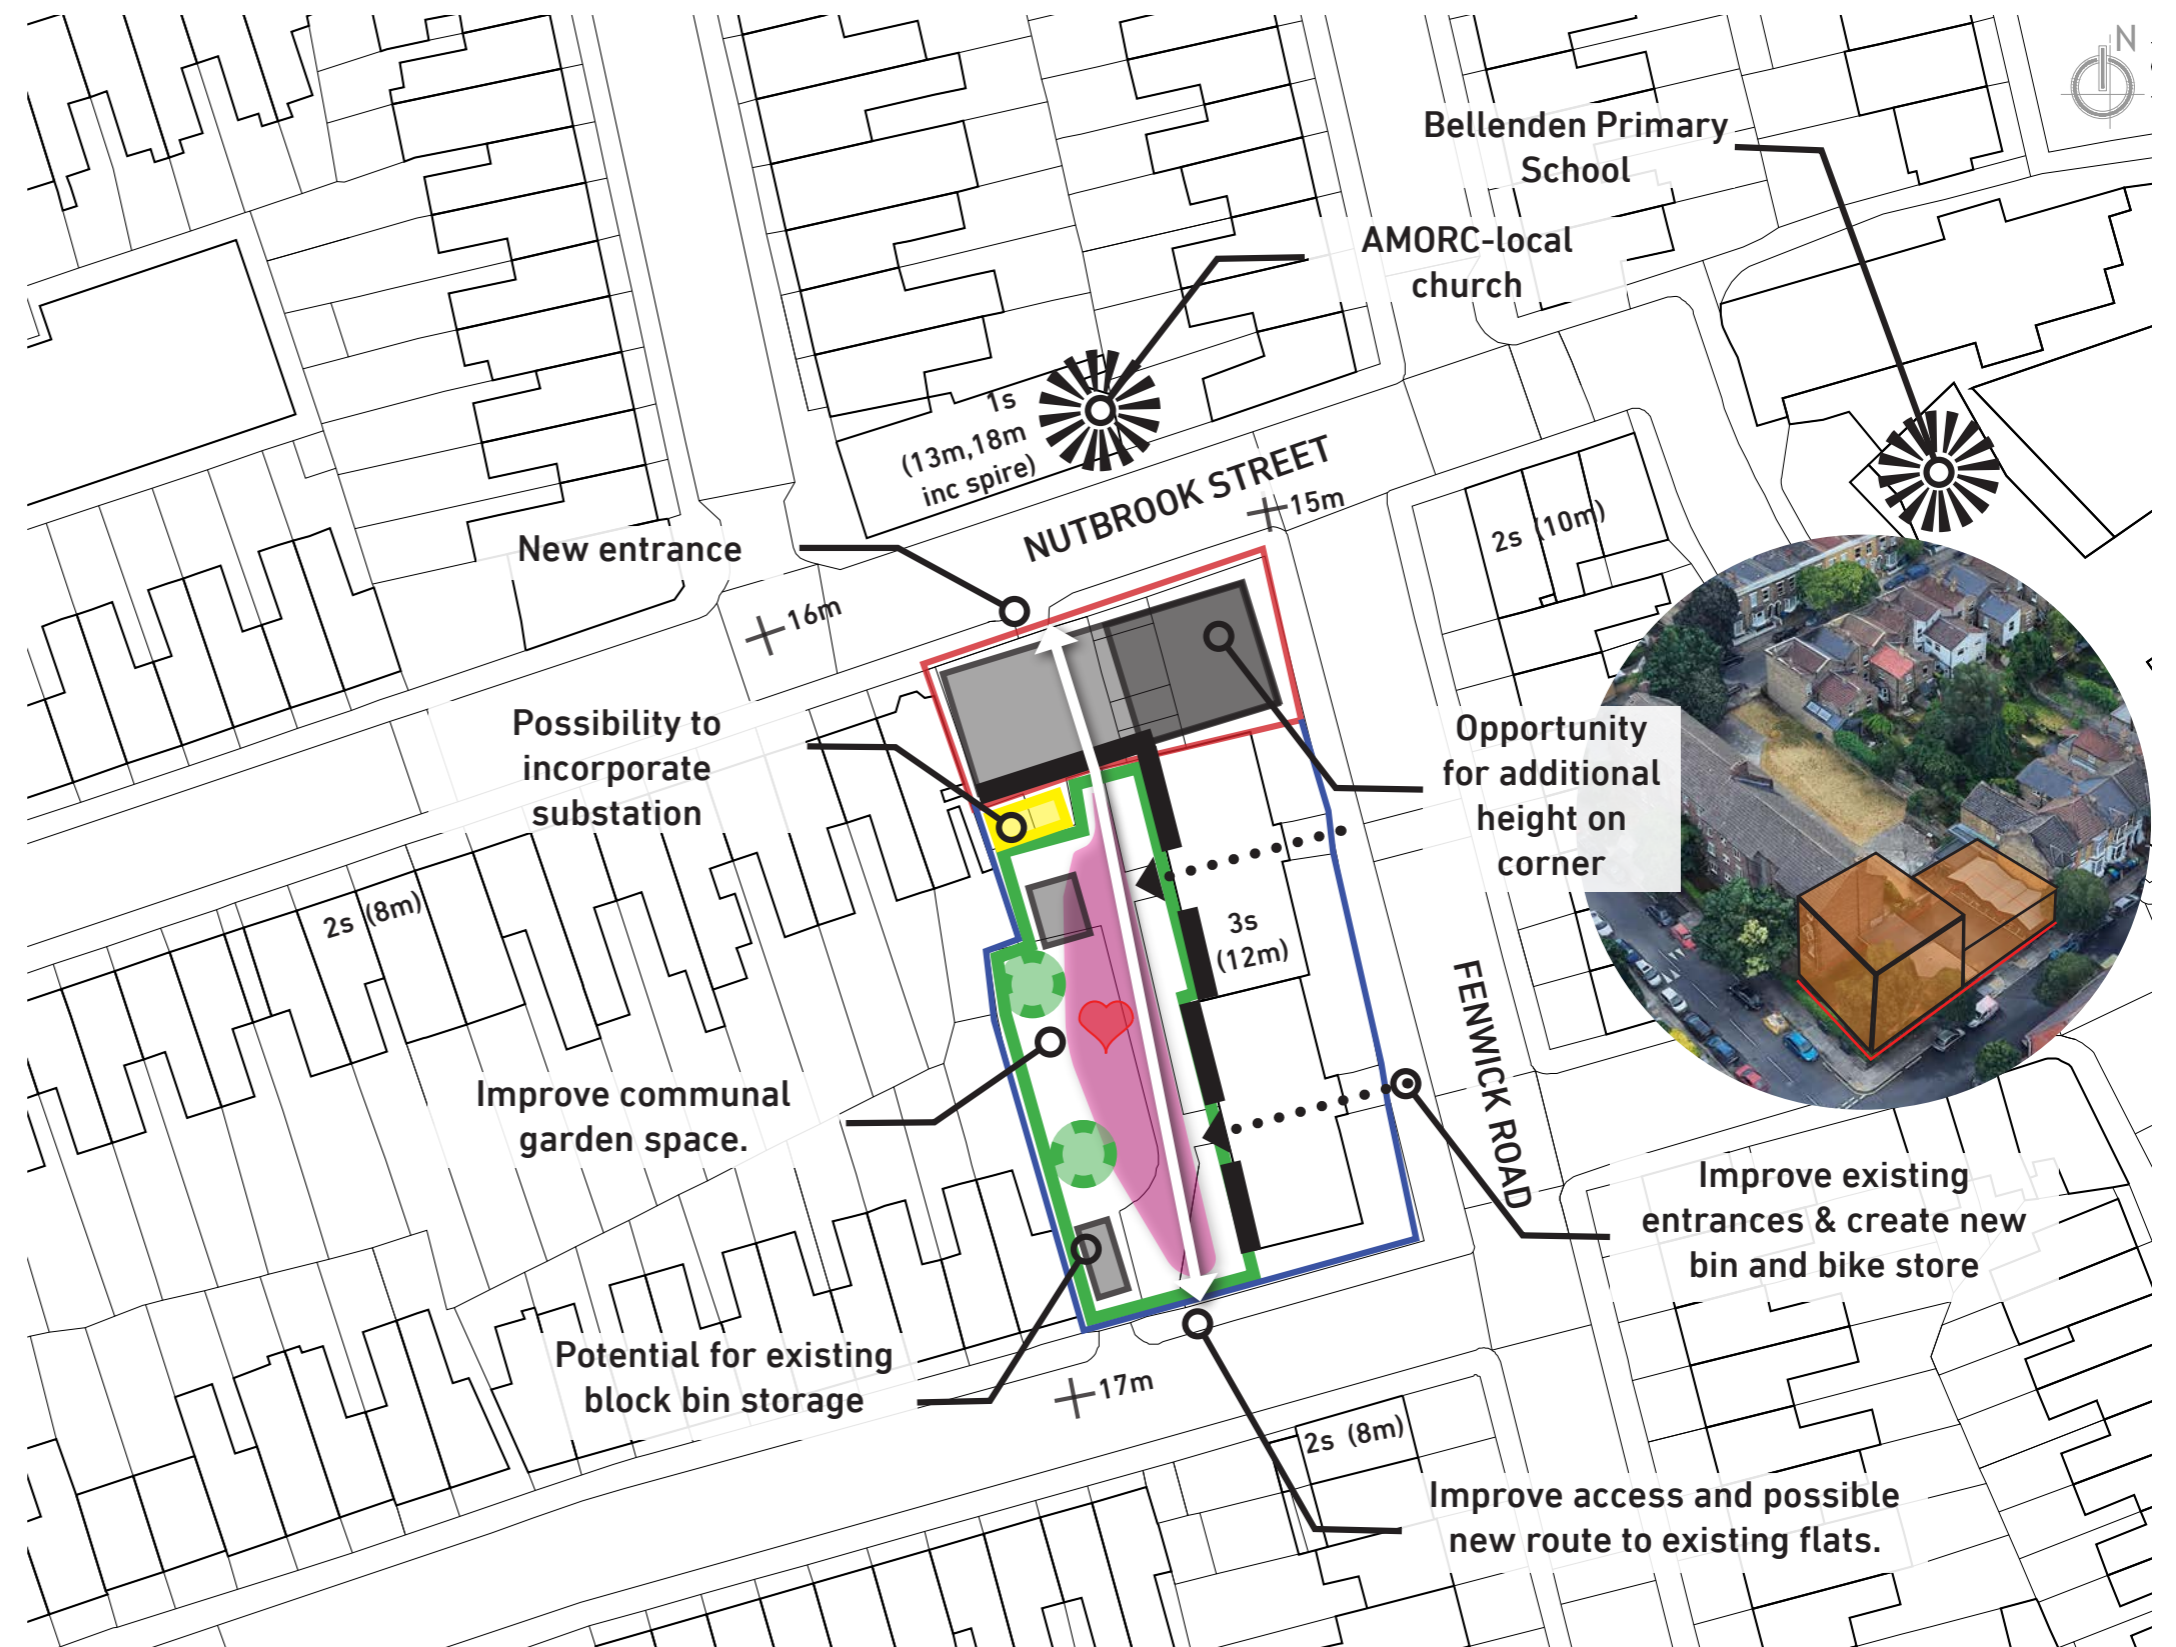 N
Bellenden Primary
School
AMORC-local
church
1s
(13m,18m
inc spire)
NUTBROOK STREET
15m
2s (10m)
New entrance
16m
Possibility to
incorporate
substation
Opportunity
for additional
height on
corner
2s (8m)
3s
(12m)
FENWICK ROAD
Improve communal
garden space.
Improve existing
entrances & create new
bin and bike store
Potential for existing
block bin storage
17m
2s (8m)
Improve access and possible
new route to existing flats.